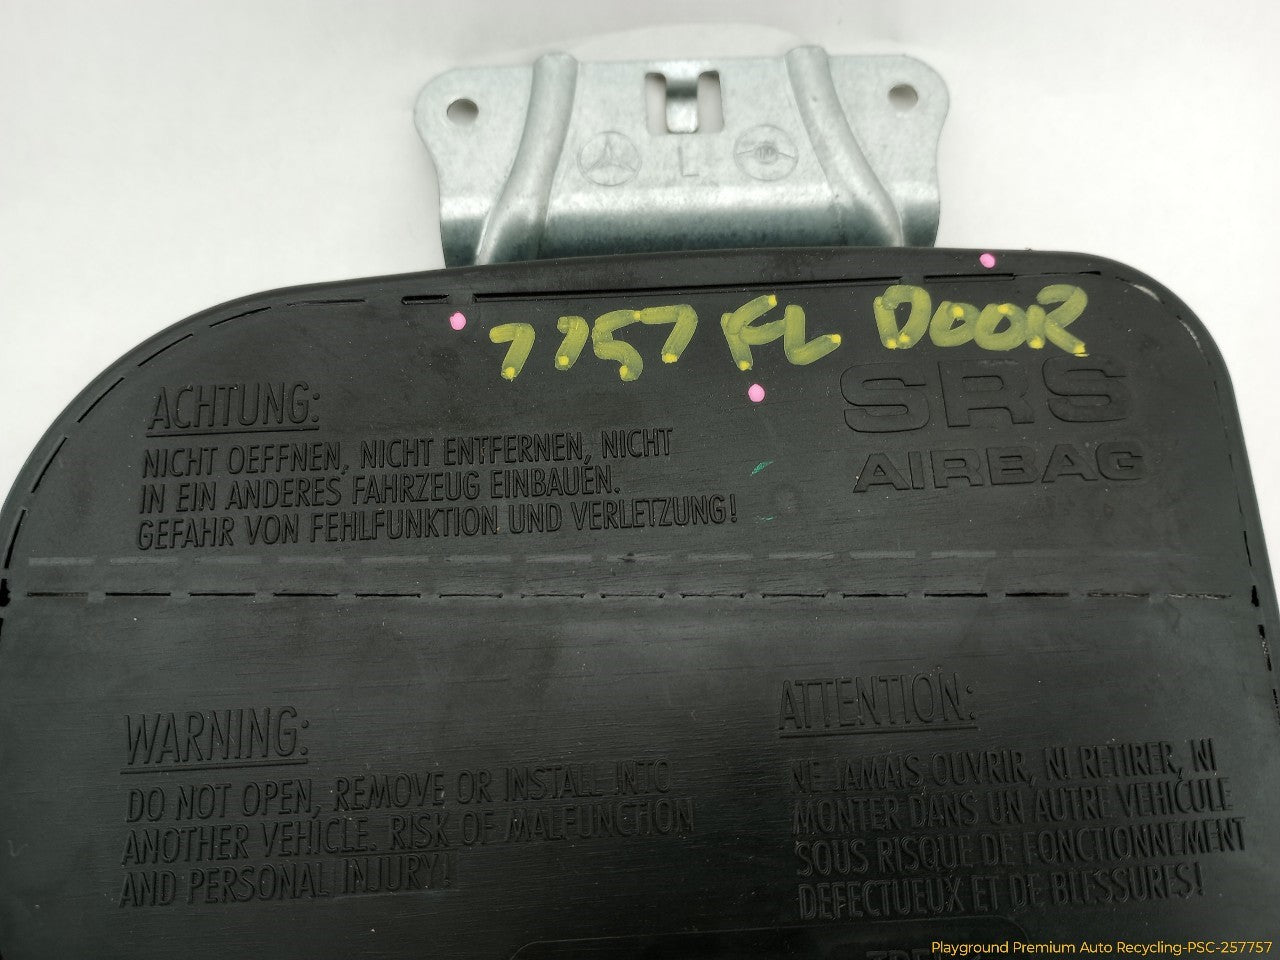 L
7757 FL DOOR
SRS
AIRBAG
ACHTUNG:
NICHT OEFFNEN, NICHT ENTFERNEN, NICHT
IN EIN ANDERES FAHRZEUG EINBAUEN.
GEFAHR VON FEHLFUNKTION UND VERLETZUNG!
WARNING:
DO NOT OPEN, REMOVE OR INSTALL INTO
ANOTHER VEHICLE. RISK OF MALFUNCTION
AND PERSONAL INJURY!
ATTENTION:
NE JAMAIS OUVRIR, NI RETIRER, NI
MONTER DANS UN AUTRE VEHICULE
SOUS RISQUE DE FONCTIONNEMENT
DEFECTUEUX ET DE BLESSURES!
Playground Premium Auto Recycling-PSC-257757